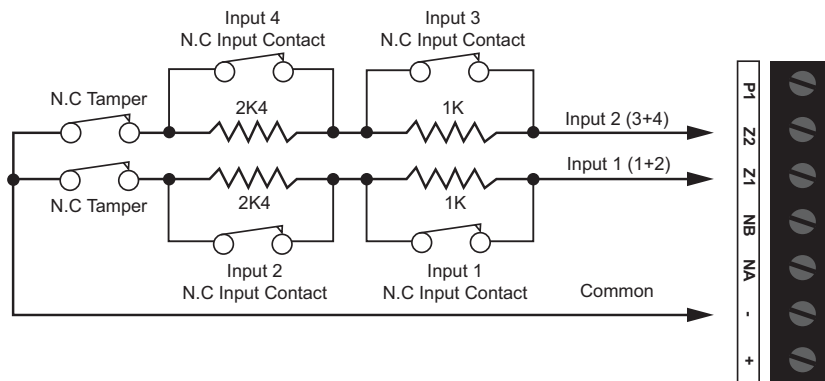 Input 4
N.C Input Contact
Input 3
N.C Input Contact
N.C Tamper
2K4
1K
Input 2 (3+4)
Input 1 (1+2)
N.C Tamper
2K4
1K
Input 2
N.C Input Contact
Input 1
N.C Input Contact
Common
P1
Z2
Z1
NB
NA
-
+